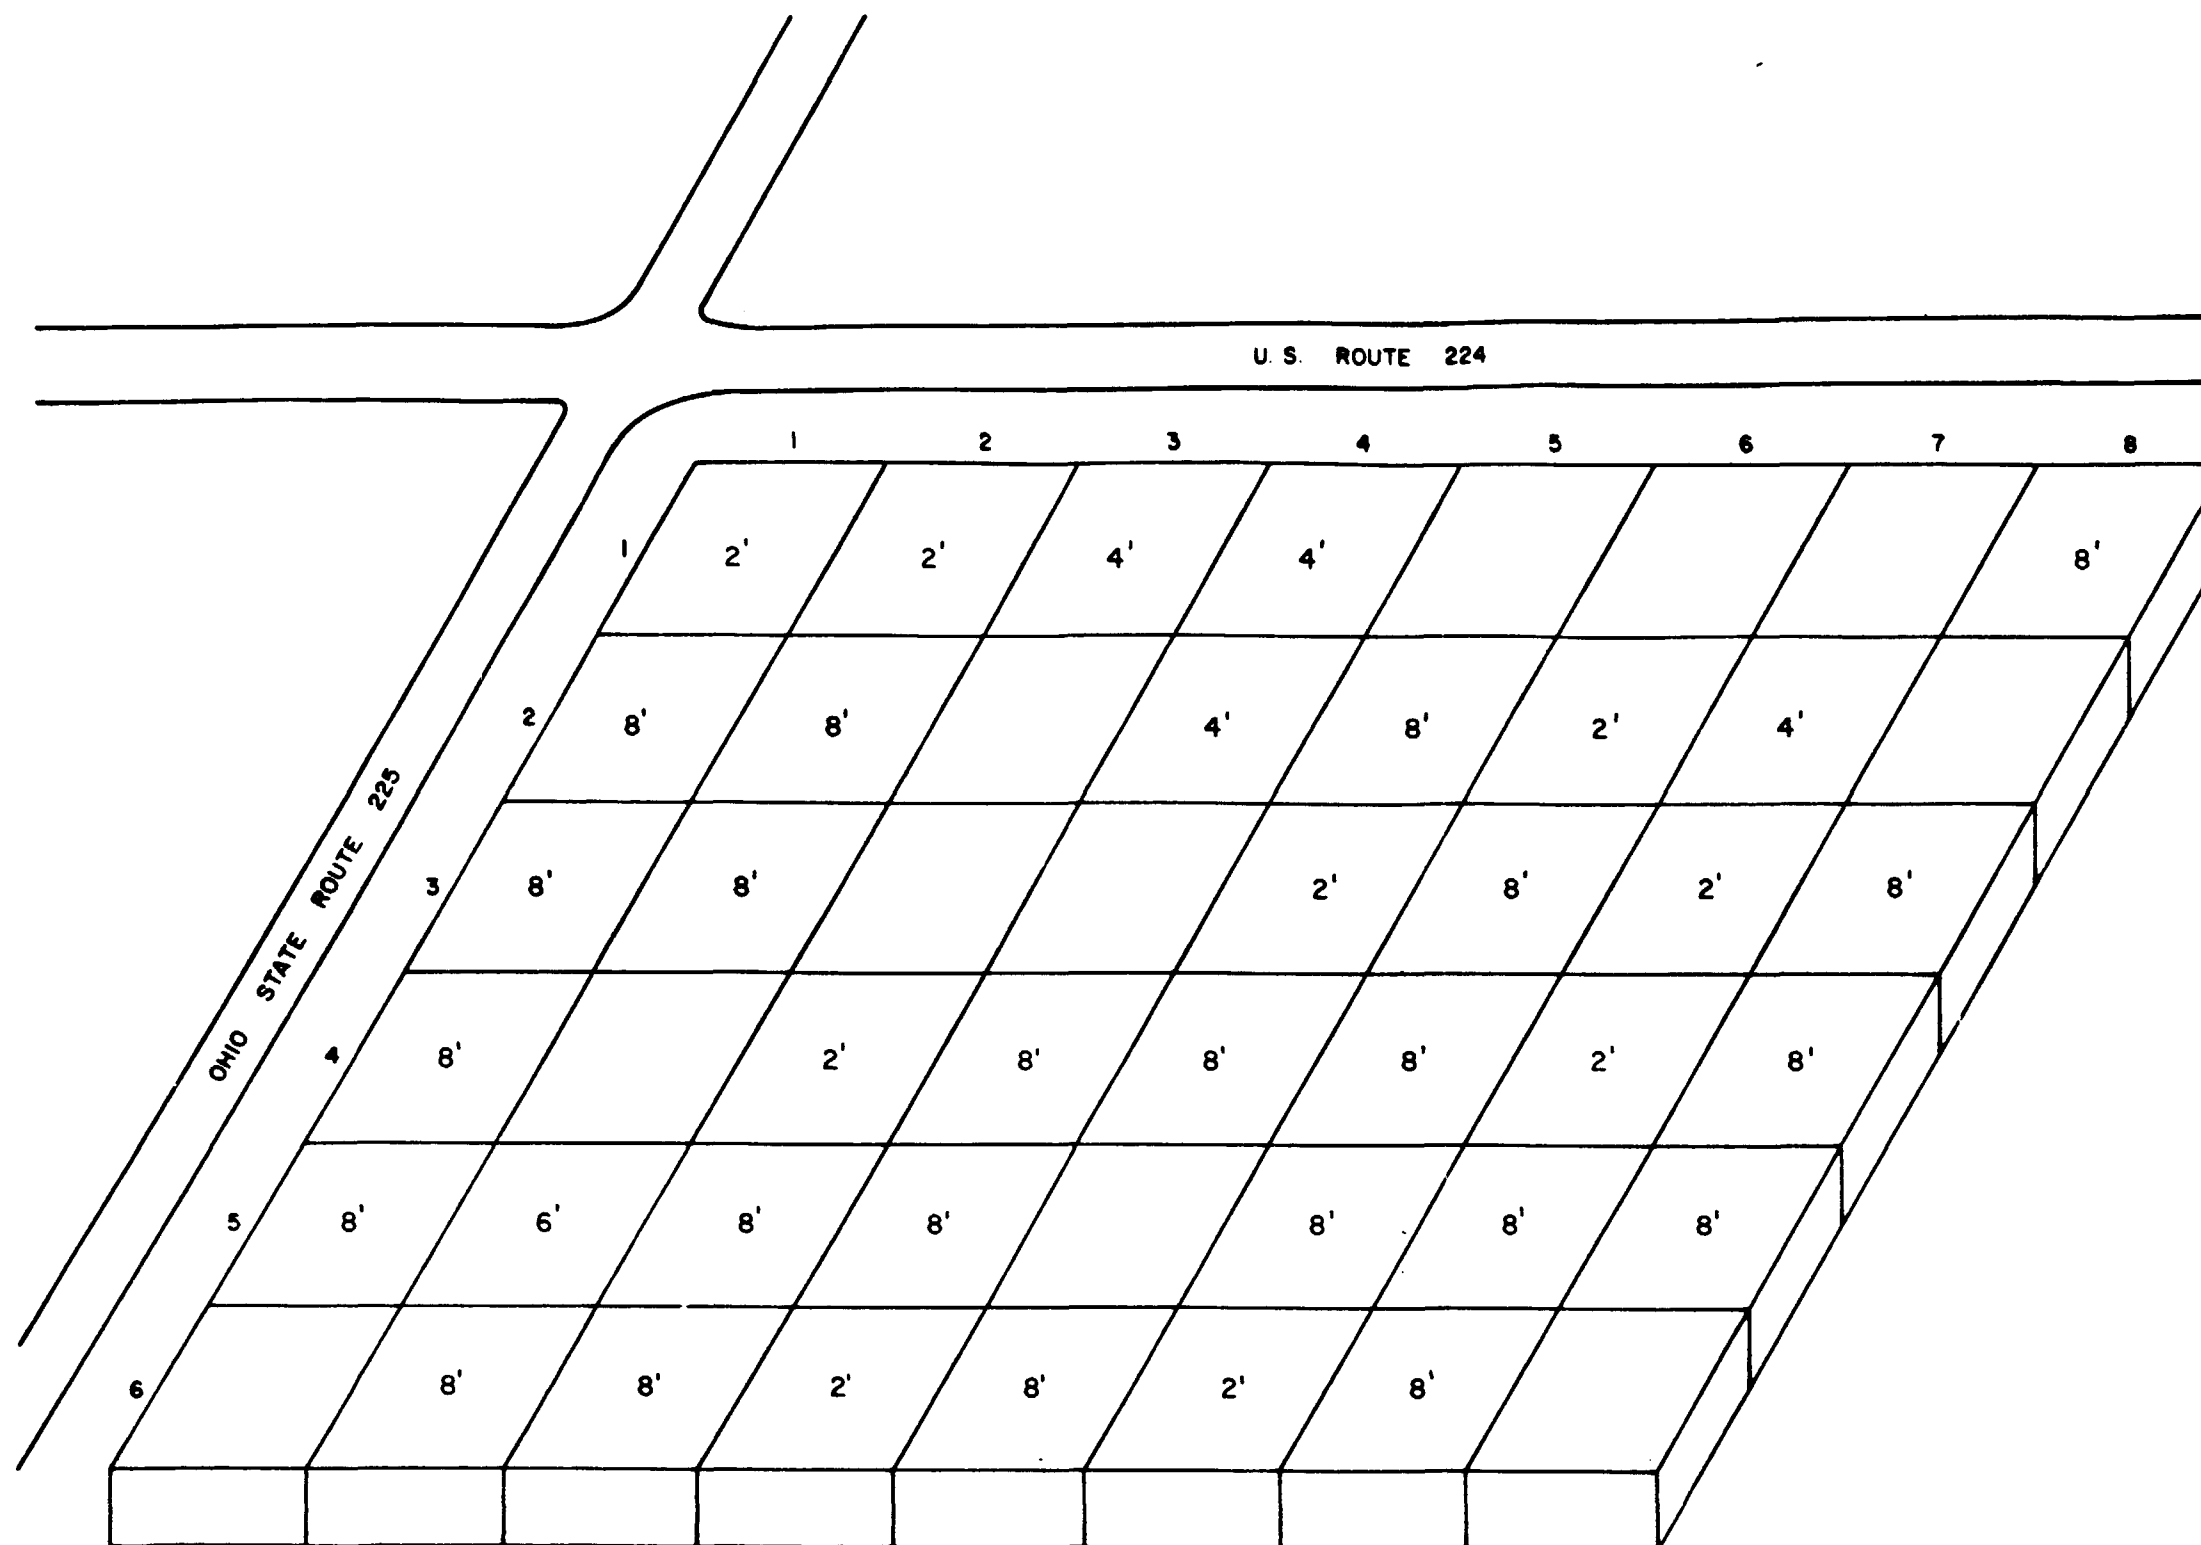 U. S. ROUTE 224
1 2 3 4 5 6 7 8
1 2' 2' 4' 4' 8'
2 8' 8' 4' 8' 2' 4'
OHIO STATE ROUTE 225
3 8' 8' 2' 8' 2' 8'
4 8' 2' 8' 8' 8' 2' 8'
5 8' 6' 8' 8' 8' 8' 8'
6 8' 8' 2' 8' 2' 8'